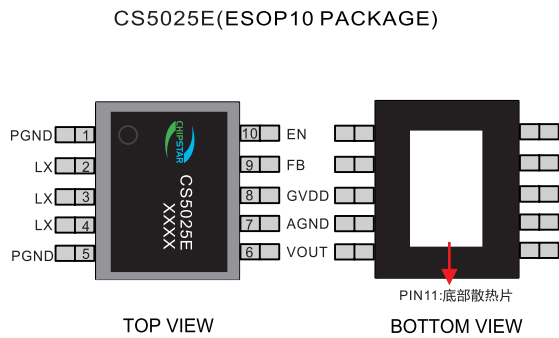 CS5025E(ESOP10 PACKAGE)
PGND 1
LX 2
LX 3
LX 4
PGND 5
CHIPSTAR
CS5025E
XXXX
10 EN
9 FB
8 GVDD
7 AGND
6 VOUT
PIN11:底部散热片
TOP VIEW
BOTTOM VIEW